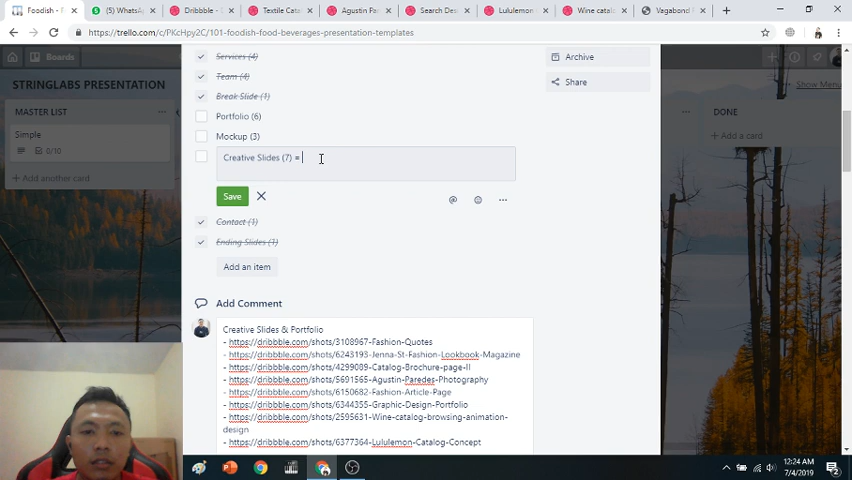 Foodish - F
(5) WhatsA
Dribbble -
Textile Cat
Agustin Pa
Search Des
Lululemon
Wine catal
Vagabond
https://trello.com/c/PKcHpy2C/101-foodish-food-beverages-presentation-templates
Boards
STRINGLABS PRESENTATION
Show Menu
MASTER LIST
Simple
0/10
Add another card
DONE
Add a card
Services (4)
Team (4)
Break Slide (1)
Portfolio (6)
Mockup (3)
Creative Slides (7) =
Save
Contact (1)
Ending Slides (1)
Add an item
Archive
Share
Add Comment
Creative Slides & Portfolio
- https://dribbble.com/shots/3108967-Fashion-Quotes
- https://dribbble.com/shots/6243193-Jenna-St-Fashion-Lookbook-Magazine
- https://dribbble.com/shots/4299089-Catalog-Brochure-page-II
- https://dribbble.com/shots/5691565-Agustin-Paredes-Photography
- https://dribbble.com/shots/6150682-Fashion-Article-Page
- https://dribbble.com/shots/6344355-Graphic-Design-Portfolio
- https://dribbble.com/shots/2595631-Wine-catalog-browsing-animation-
design
- https://dribbble.com/shots/6377364-Lululemon-Catalog-Concept
12:24 AM
7/4/2019